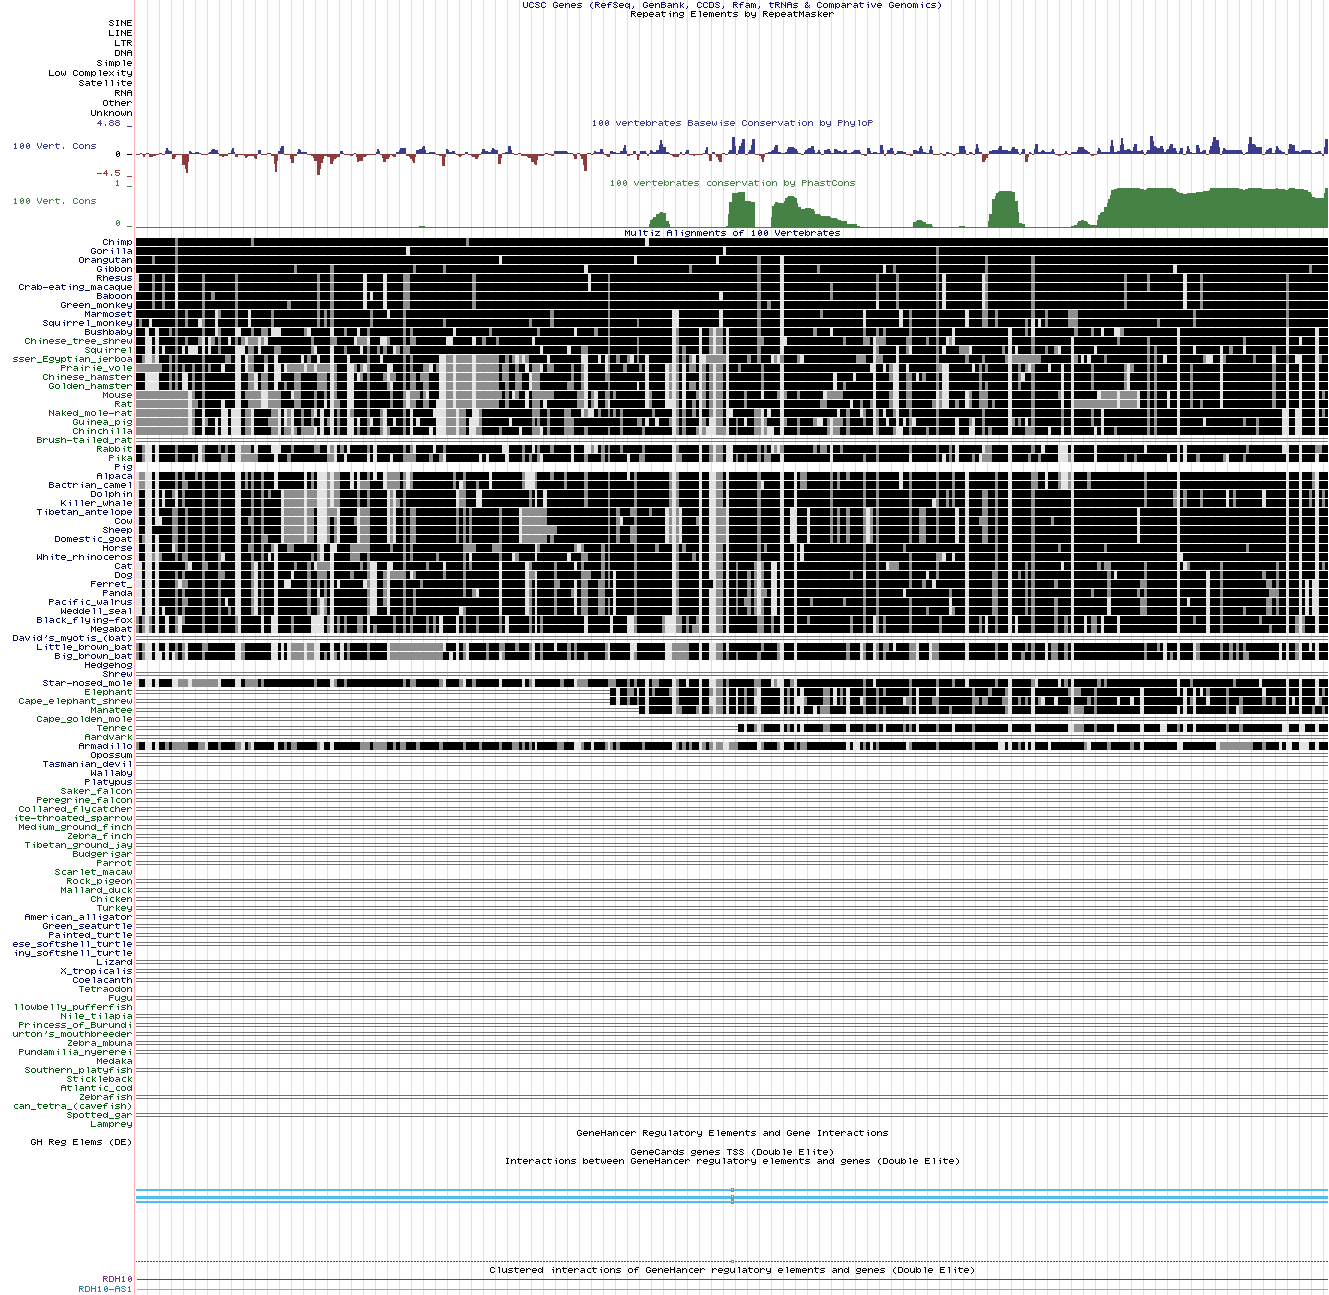 UCSC Genes (RefSeq, GenBank, CCDS, Rfam, tRNAs & Comparative Genomics)
Repeating Elements by RepeatMasker
SINE
LINE
LTR
DNA
Simple
Low Complexity
Satellite
RNA
Other
Unknown
4.88 _ 100 vertebrates Basewise Conservation by PhyloP
100 Vert. Cons
0 -
-4.5 _
1 _ 100 vertebrates conservation by PhastCons
100 Vert. Cons
0 _
Multiz Alignments of 100 Vertebrates
Chimp
Gorilla
Orangutan
Gibbon
Rhesus
Crab-eating_macaque
Baboon
Green_monkey
Marmoset
Squirrel_monkey
Bushbaby
Chinese_tree_shrew
Squirrel
sser_Egyptian_jerboa
Prairie_vole
Chinese_hamster
Golden_hamster
Mouse
Rat
Naked_mole-rat
Guinea_pig
Chinchilla
Brush-tailed_rat
Rabbit
Pika
Pig
Alpaca
Bactrian_camel
Dolphin
Killer_whale
Tibetan_antelope
Cow
Sheep
Domestic_goat
Horse
White_rhinoceros
Cat
Dog
Ferret_
Panda
Pacific_walrus
Weddell_seal
Black_flying-fox
Megabat
David's_myotis_(bat)
Little_brown_bat
Big_brown_bat
Hedgehog
Shrew
Star-nosed_mole
Elephant
Cape_elephant_shrew
Manatee
Cape_golden_mole
Tenrec
Aardvark
Armadillo
Opossum
Tasmanian_devil
Wallaby
Platypus
Saker_falcon
Peregrine_falcon
Collared_flycatcher
ite-throated_sparrow
Medium_ground_finch
Zebra_finch
Tibetan_ground_jay
Budgerigar
Parrot
Scarlet_macaw
Rock_pigeon
Mallard_duck
Chicken
Turkey
American_alligator
Green_seaturtle
Painted_turtle
ese_softshell_turtle
iny_softshell_turtle
Lizard
X_tropicalis
Coelacanth
Tetraodon
Fugu
llowbelly_pufferfish
Nile_tilapia
Princess_of_Burundi
urton's_mouthbreeder
Zebra_mbuna
Pundamilia_nyererei
Medaka
Southern_platyfish
Stickleback
Atlantic_cod
Zebrafish
can_tetra_(cavefish)
Spotted_gar
Lamprey
GeneHancer Regulatory Elements and Gene Interactions
GH Reg Elems (DE)
GeneCards genes TSS (Double Elite)
Interactions between GeneHancer regulatory elements and genes (Double Elite)
Clustered interactions of GeneHancer regulatory elements and genes (Double Elite)
RDH10
RDH10-AS1